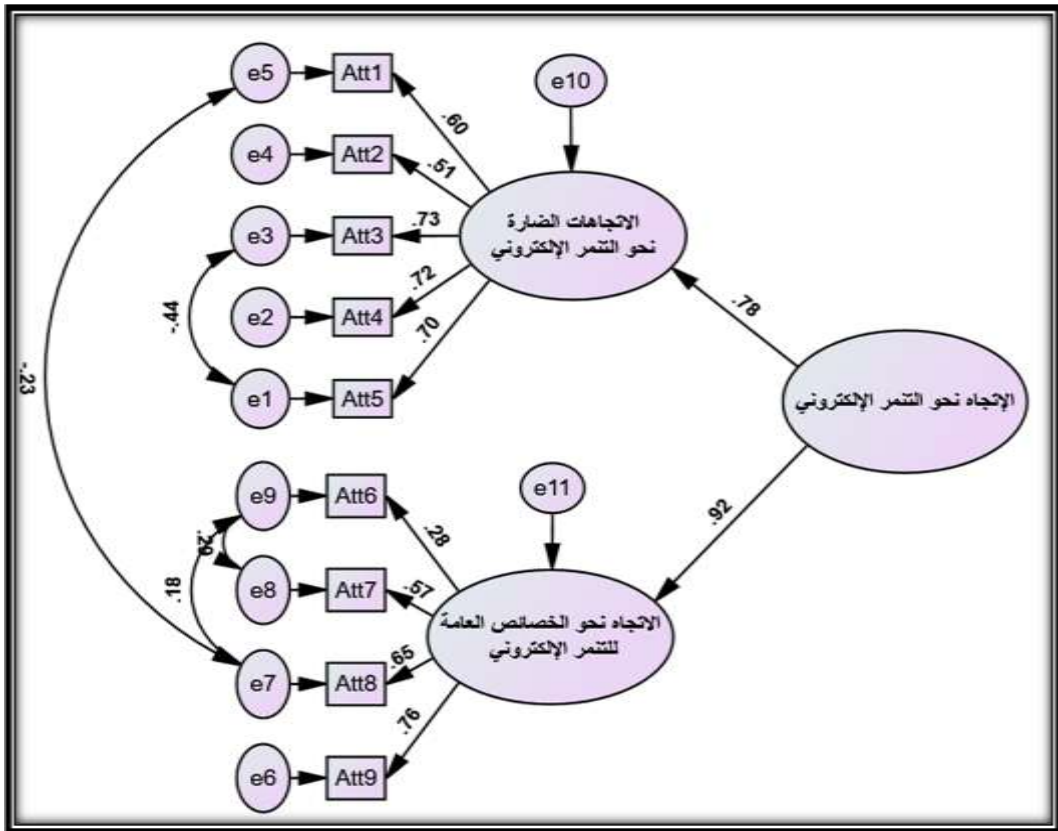 e5
Att1
e10
.60
e4
Att2
.51
e3
Att3
.73
الاتجاهات الضارة
نحو التنمر الإلكتروني
e2
Att4
.72
-.44
e1
Att5
.70
.78
-.23
الإتجاه نحو التنمر الإلكتروني
e9
Att6
e11
.28
.92
e8
Att7
.57
.18
الاتجاه نحو الخصائص العامة
للتنمر الإلكتروني
e7
Att8
.65
e6
Att9
.76